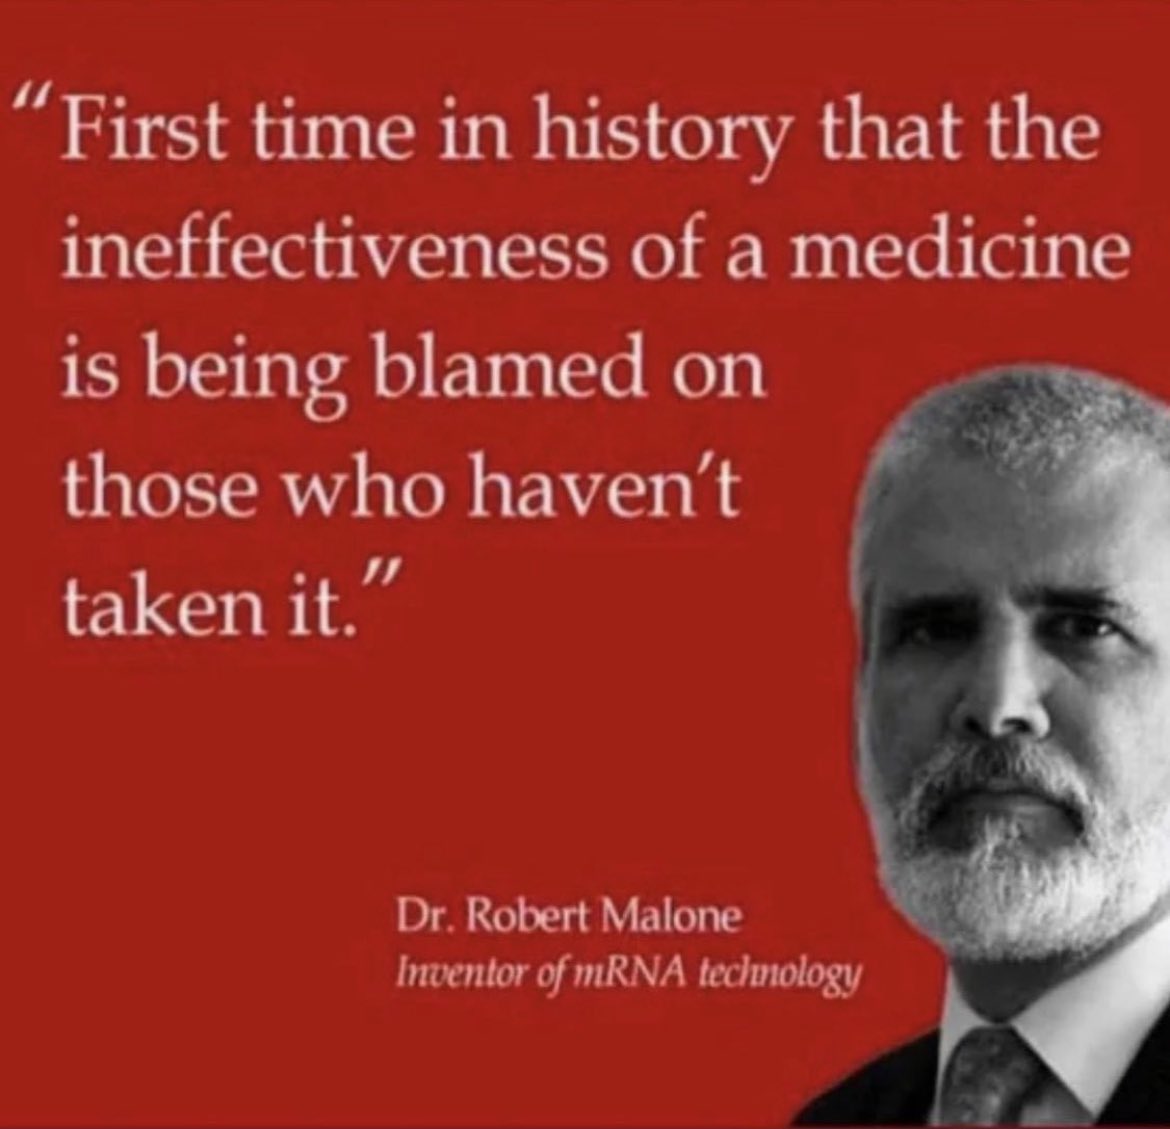 “First time in history that the
ineffectiveness of a medicine
is being blamed on
those who haven’t
taken it.”
Dr. Robert Malone
Inventor of mRNA technology